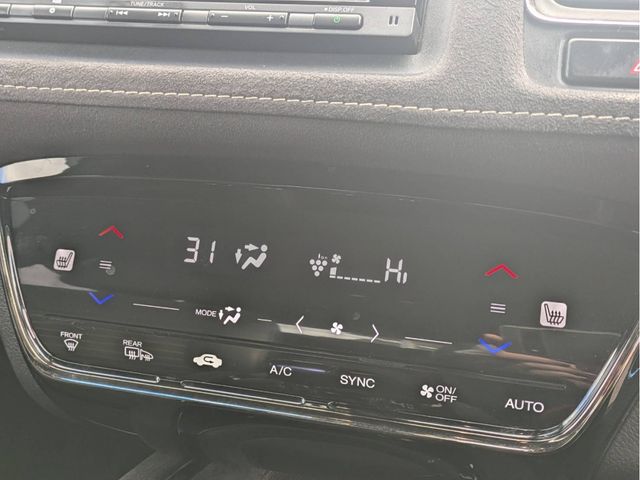 TUNE/TRACK
VOL
DISP.OFF
− +
31
Hi
MODE
FRONT
REAR
A/C
SYNC
ON/
OFF
AUTO